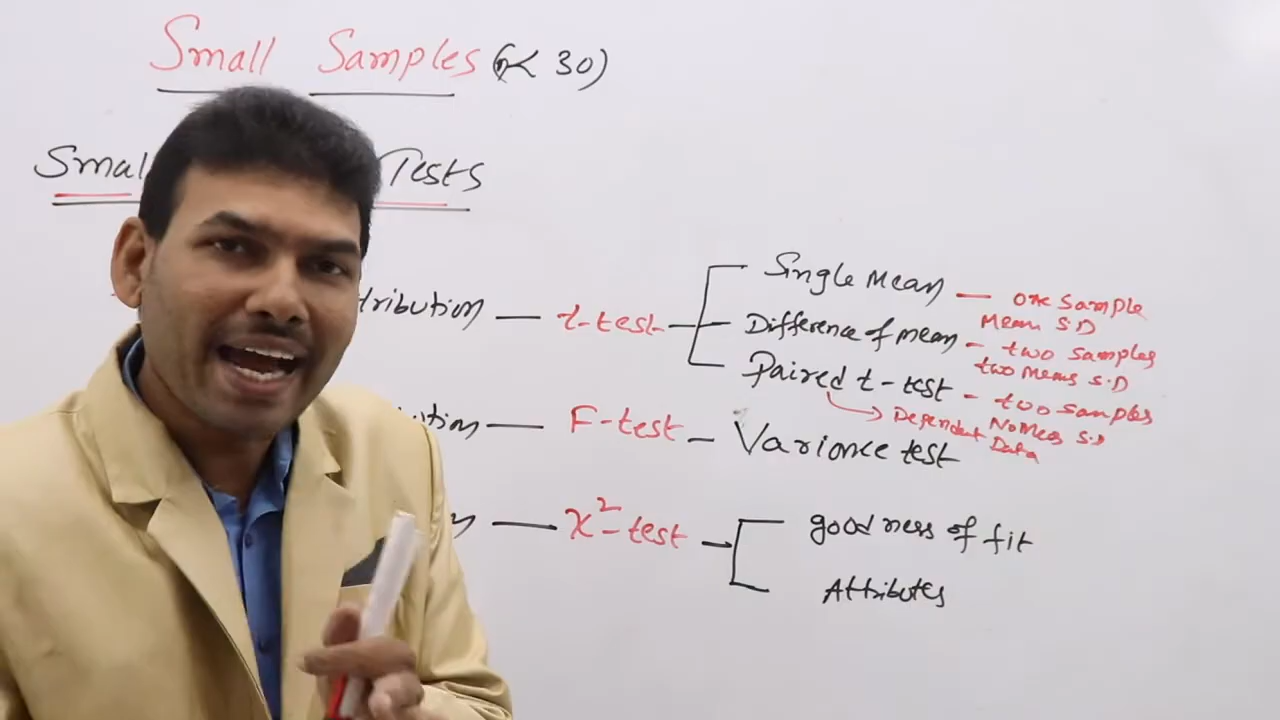 Small Samples (n< 30)
Small Tests
tribution — t-test
Single Mean — one sample
Mean S.D
Difference of mean - two samples
two Means S.D
Paired t-test - two samples
No Mean S.D
Dependent Data
F-test - Variance test
χ²-test
goodness of fit
Attributes